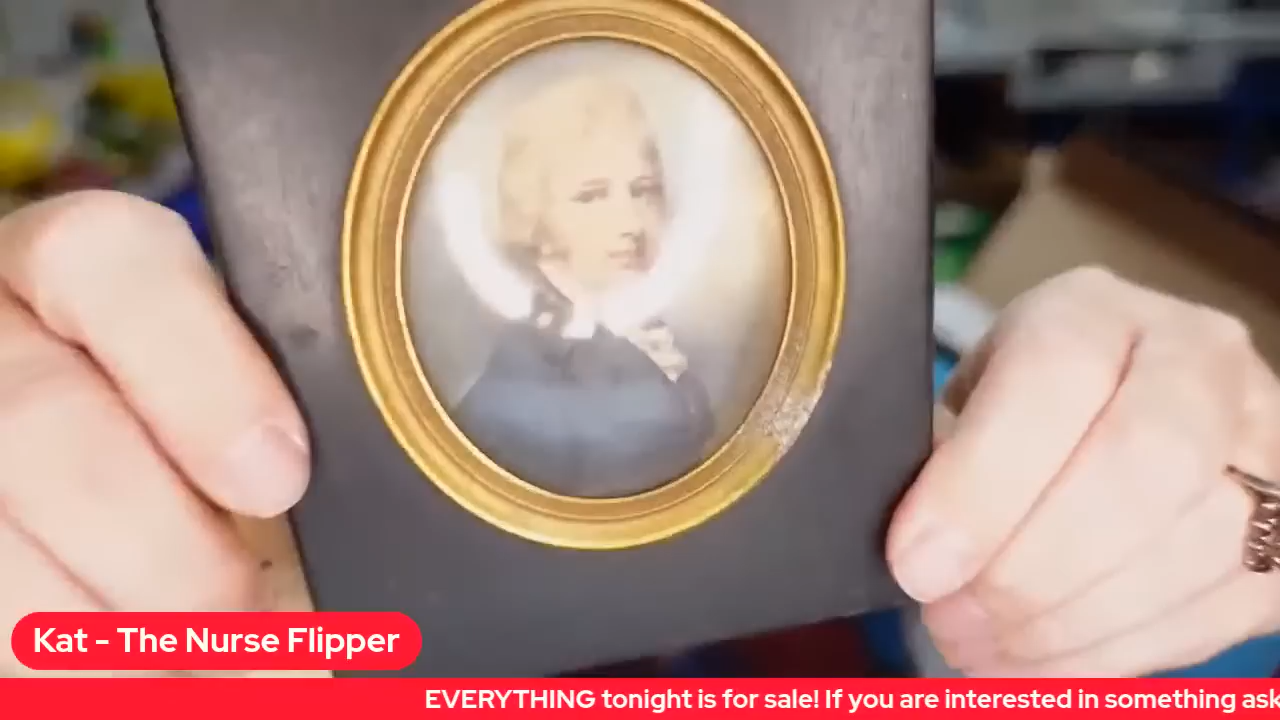 Kat - The Nurse Flipper
EVERYTHING tonight is for sale! If you are interested in something ask